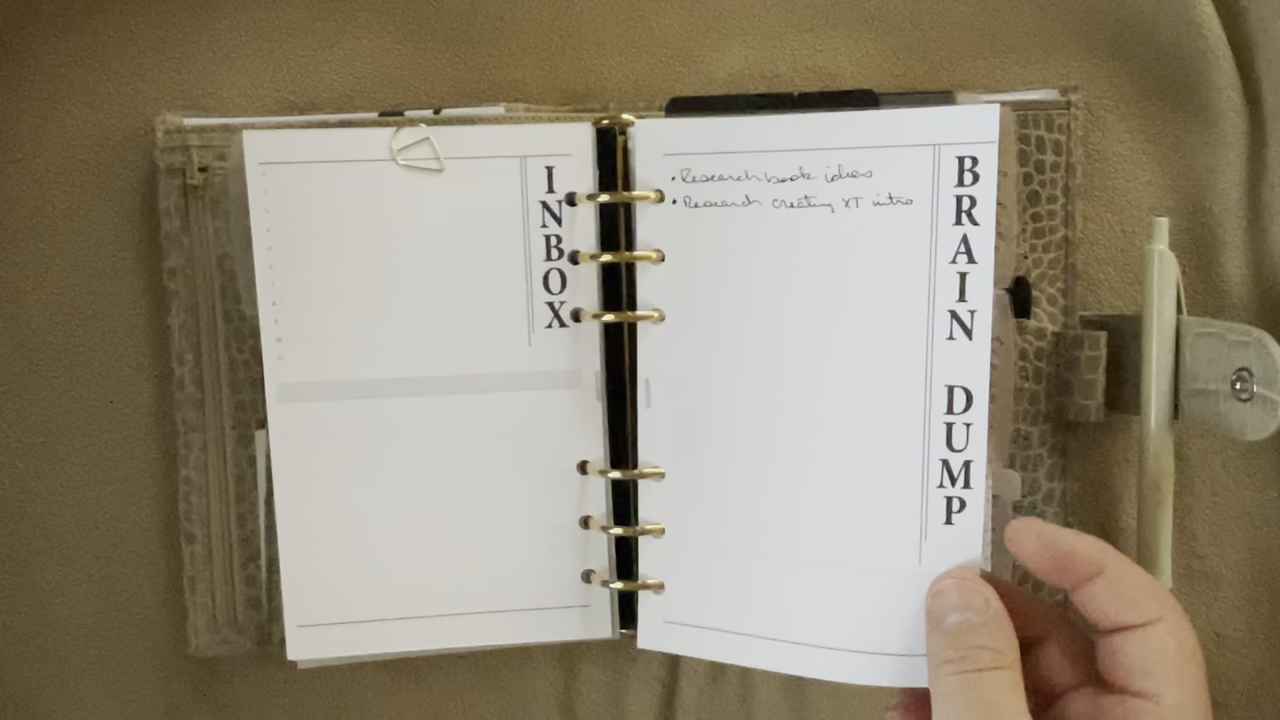 INBOX
• Research book ideas
• Research creating XT intro
BRAIN DUMP